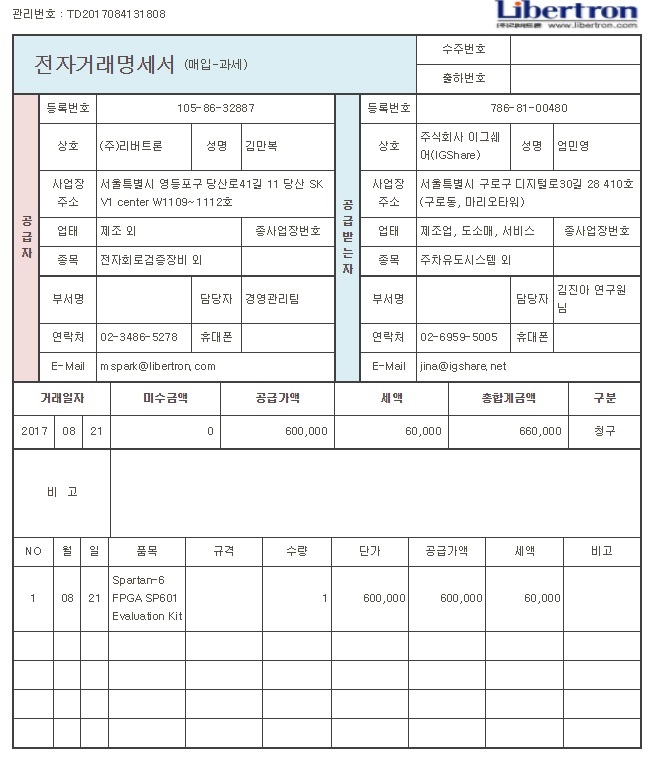 관리번호 : TD2017084131808
Libertron
(주)리버트론 www.libertron.com
전자거래명세서 (매입-과세)
수주번호
출하번호
공급자
등록번호 105-86-32887
상호 (주)리버트론 성명 김만복
사업장 주소 서울특별시 영등포구 당산로41길 11 당산 SK
V1 center W1109~1112호
업태 제조 외 종사업장번호
종목 전자회로검증장비 외
부서명 담당자 경영관리팀
연락처 02-3486-5278 휴대폰
E-Mail mspark@libertron.com
공급받는자
등록번호 786-81-00480
상호 주식회사 이그쉐
어(IGShare) 성명 엄민영
사업장 주소 서울특별시 구로구 디지털로30길 28 410호
(구로동, 마리오타워)
업태 제조업, 도소매, 서비스 종사업장번호
종목 주차유도시스템 외
부서명 담당자 김진아 연구원
님
연락처 02-6959-5005 휴대폰
E-Mail jina@igshare.net
거래일자 미수금액 공급가액 세액 총합계금액 구분
2017 08 21 0 600,000 60,000 660,000 청구
비 고
NO 월 일 품목 규격 수량 단가 공급가액 세액 비고
1 08 21 Spartan-6
FPGA SP601
Evaluation Kit 1 600,000 600,000 60,000